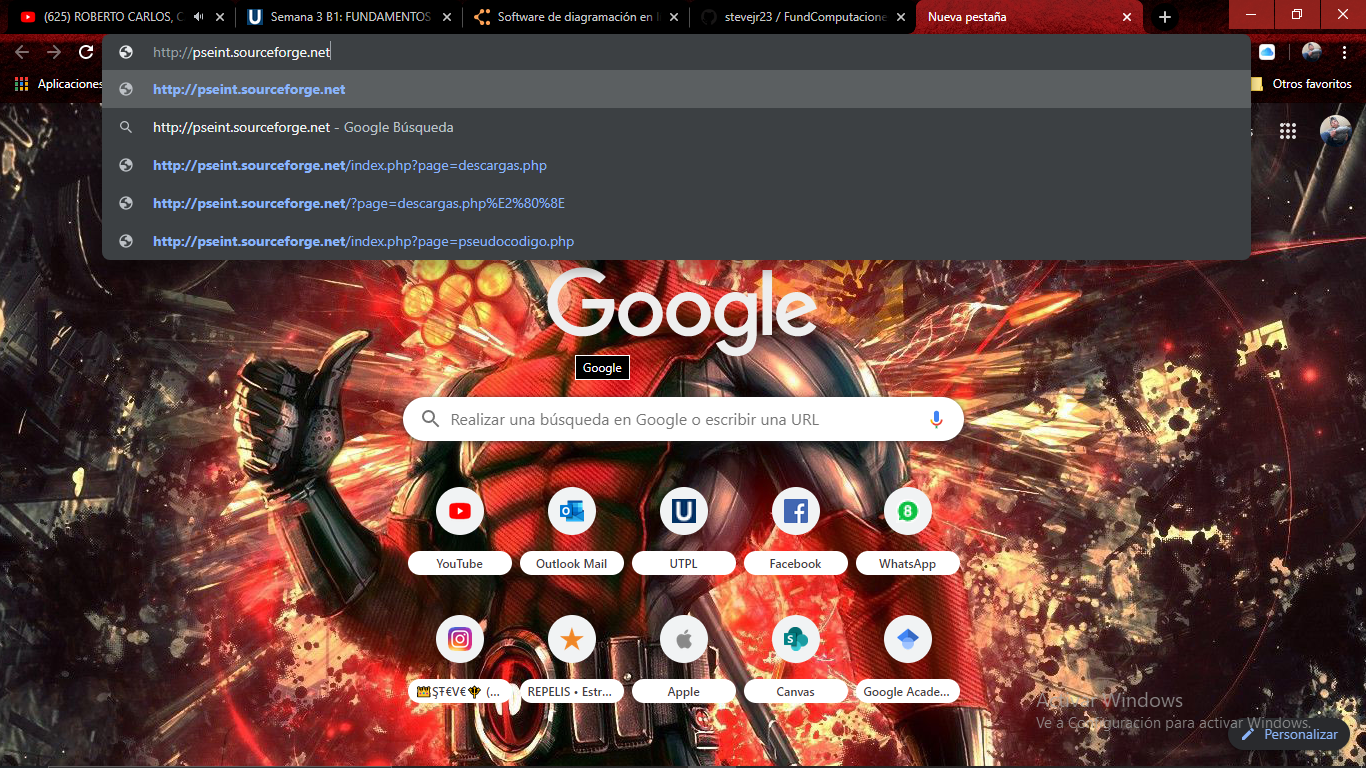 (625) ROBERTO CARLOS, C
Semana 3 B1: FUNDAMENTOS
Software de diagramación en l
stevejr23 / FundComputacione
Nueva pestaña
http://pseint.sourceforge.net
Aplicaciones
Otros favoritos
http://pseint.sourceforge.net
http://pseint.sourceforge.net - Google Búsqueda
http://pseint.sourceforge.net/index.php?page=descargas.php
http://pseint.sourceforge.net/?page=descargas.php%E2%80%8E
http://pseint.sourceforge.net/index.php?page=pseudocodigo.php
Google
Google
Realizar una búsqueda en Google o escribir una URL
YouTube
Outlook Mail
UTPL
Facebook
WhatsApp
ŞŦ€V€ (...
REPELIS • Estr...
Apple
Canvas
Google Acade...
Activar Windows
Ve a Configuración para activar Windows.
Personalizar